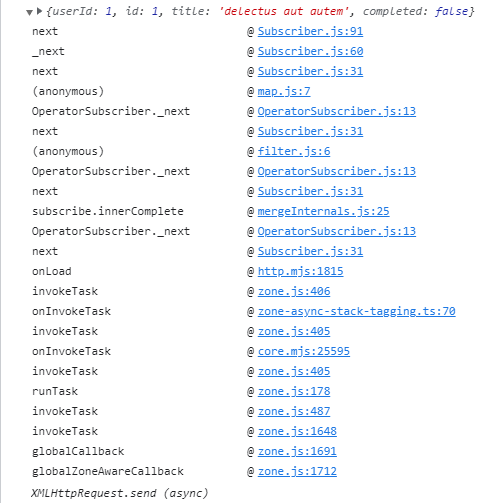 {userId: 1, id: 1, title: 'delectus aut autem', completed: false}
next @ Subscriber.js:91
_next @ Subscriber.js:60
next @ Subscriber.js:31
(anonymous) @ map.js:7
OperatorSubscriber._next @ OperatorSubscriber.js:13
next @ Subscriber.js:31
(anonymous) @ filter.js:6
OperatorSubscriber._next @ OperatorSubscriber.js:13
next @ Subscriber.js:31
subscribe.innerComplete @ mergeInternals.js:25
OperatorSubscriber._next @ OperatorSubscriber.js:13
next @ Subscriber.js:31
onLoad @ http.mjs:1815
invokeTask @ zone.js:406
onInvokeTask @ zone-async-stack-tagging.ts:70
invokeTask @ zone.js:405
onInvokeTask @ core.mjs:25595
invokeTask @ zone.js:405
runTask @ zone.js:178
invokeTask @ zone.js:487
invokeTask @ zone.js:1648
globalCallback @ zone.js:1691
globalZoneAwareCallback @ zone.js:1712
XMLHttpRequest.send (async)